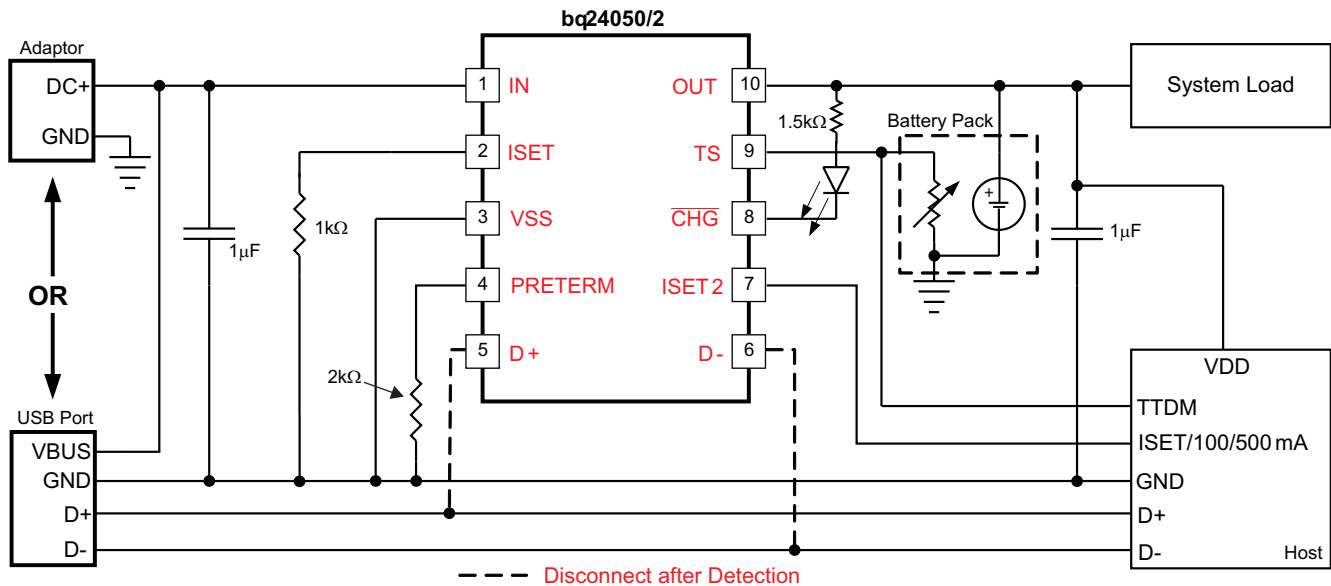 bq24050/2
Adaptor
DC+
GND
OR
USB Port
VBUS
GND
D+
D-
1μF
1kΩ
2kΩ
1 IN
2 ISET
3 VSS
4 PRETERM
5 D+
OUT 10
TS 9
CHG 8
ISET2 7
D- 6
1.5kΩ
Battery Pack
+
1μF
System Load
VDD
TTDM
ISET/100/500 mA
GND
D+
D-
Host
Disconnect after Detection